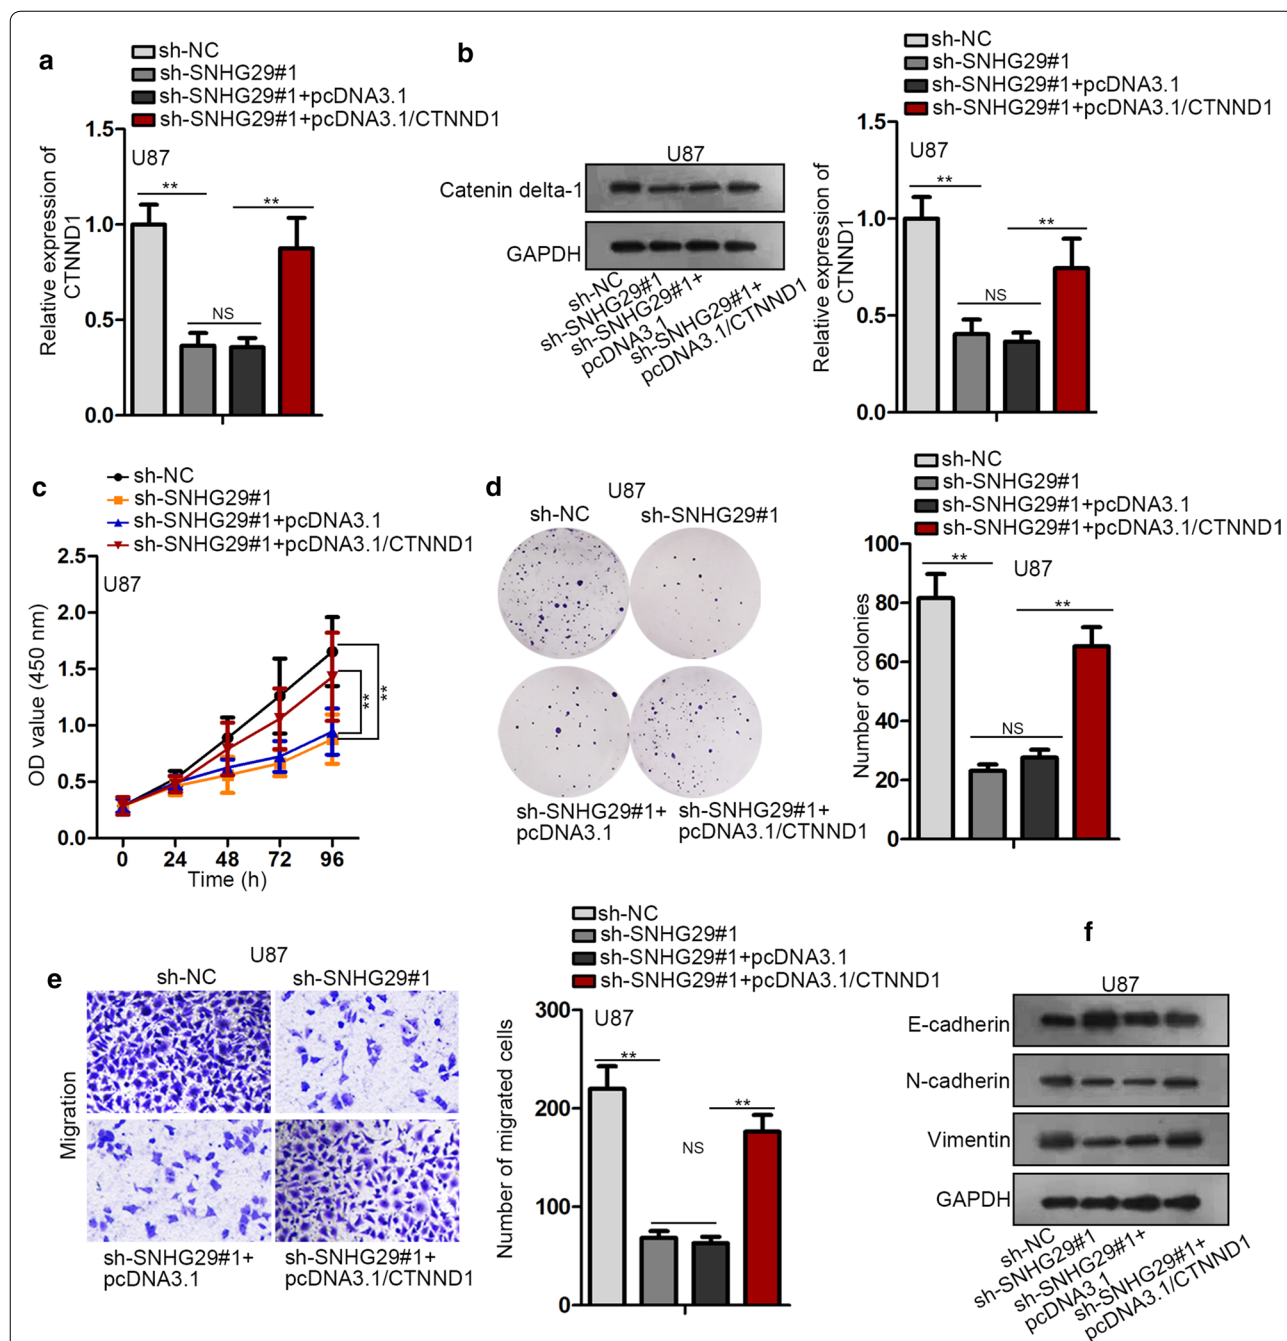 a
sh-NC
sh-SNHG29#1
sh-SNHG29#1+pcDNA3.1
sh-SNHG29#1+pcDNA3.1/CTNND1
Relative expression of
CTNND1
1.5
1.0
0.5
0.0
U87
**
**
NS
b
U87
Catenin delta-1
GAPDH
sh-NC
sh-SNHG29#1
sh-SNHG29#1+
pcDNA3.1
sh-SNHG29#1+
pcDNA3.1/CTNND1
sh-NC
sh-SNHG29#1
sh-SNHG29#1+pcDNA3.1
sh-SNHG29#1+pcDNA3.1/CTNND1
Relative expression of
CTNND1
1.5
1.0
0.5
0.0
U87
**
**
NS
c
sh-NC
sh-SNHG29#1
sh-SNHG29#1+pcDNA3.1
sh-SNHG29#1+pcDNA3.1/CTNND1
OD value (450 nm)
2.5
2.0
1.5
1.0
0.5
0.0
U87
**
**
0 24 48 72 96
Time (h)
d
U87
sh-NC
sh-SNHG29#1
sh-SNHG29#1+
pcDNA3.1
sh-SNHG29#1+
pcDNA3.1/CTNND1
sh-NC
sh-SNHG29#1
sh-SNHG29#1+pcDNA3.1
sh-SNHG29#1+pcDNA3.1/CTNND1
Number of colonies
100
80
60
40
20
0
U87
**
**
NS
e
U87
sh-NC
sh-SNHG29#1
Migration
sh-SNHG29#1+
pcDNA3.1
sh-SNHG29#1+
pcDNA3.1/CTNND1
sh-NC
sh-SNHG29#1
sh-SNHG29#1+pcDNA3.1
sh-SNHG29#1+pcDNA3.1/CTNND1
Number of migrated cells
300
200
100
0
U87
**
**
NS
f
U87
E-cadherin
N-cadherin
Vimentin
GAPDH
sh-NC
sh-SNHG29#1
sh-SNHG29#1+
pcDNA3.1
sh-SNHG29#1+
pcDNA3.1/CTNND1